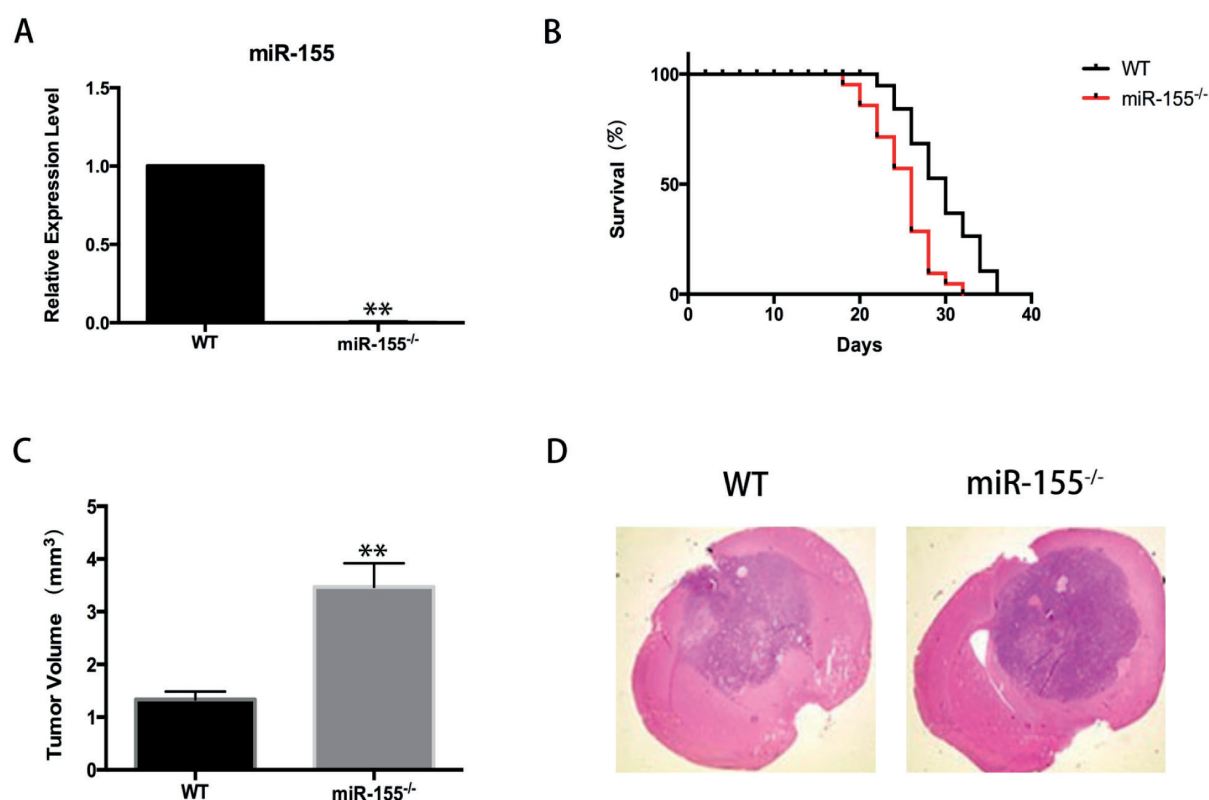 A
miR-155
Relative Expression Level
1.5
1.0
0.5
0.0
**
WT
miR-155-/-
B
Survival (%)
100
50
0
0 10 20 30 40
Days
WT
miR-155-/-
C
Tumor Volume (mm³)
5
4
3
2
1
0
**
WT
miR-155-/-
D
WT
miR-155-/-